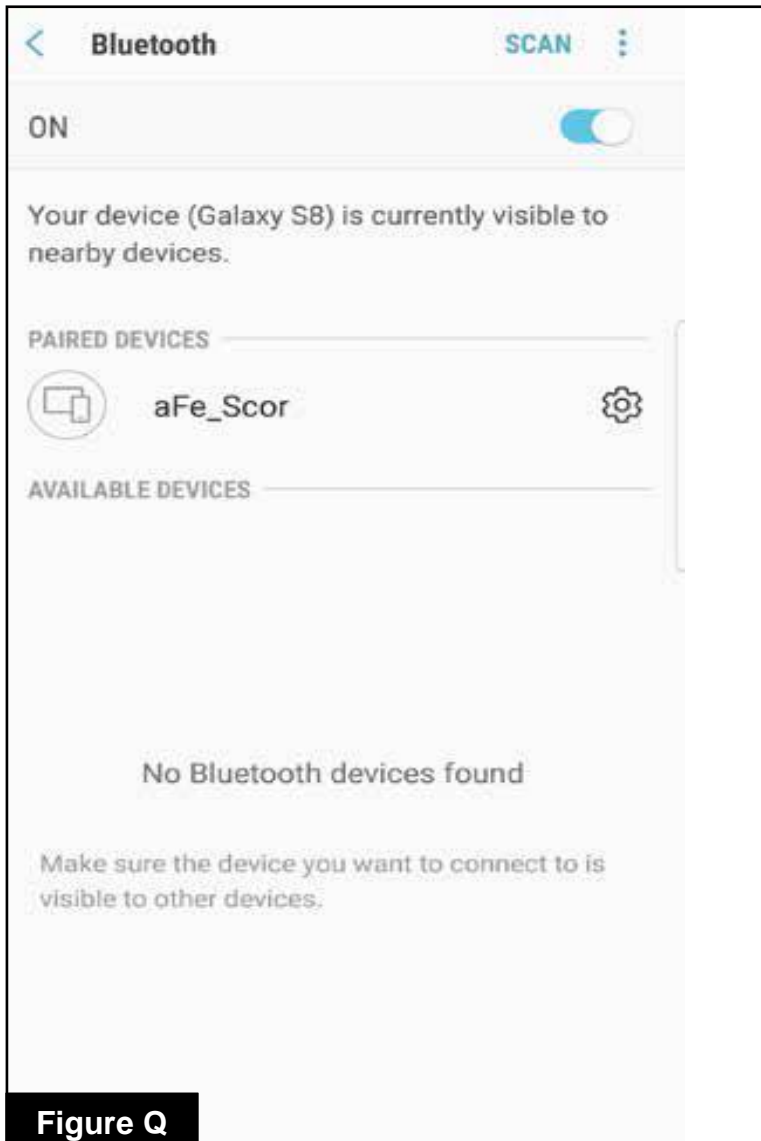 Bluetooth SCAN
ON
Your device (Galaxy S8) is currently visible to
nearby devices.
PAIRED DEVICES
aFe_Scor
AVAILABLE DEVICES
No Bluetooth devices found
Make sure the device you want to connect to is
visible to other devices.
Figure Q